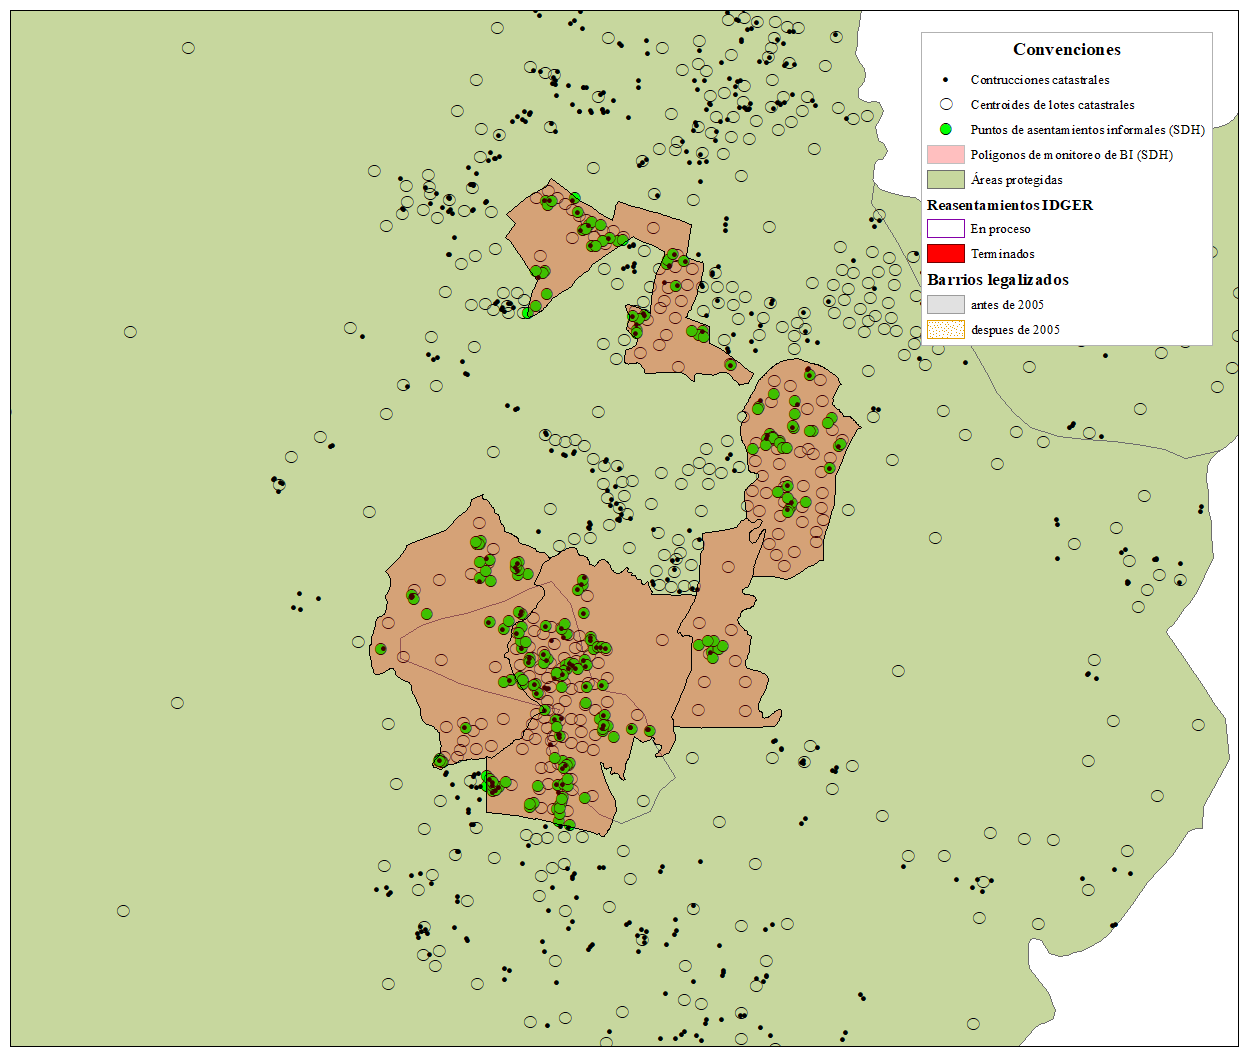 Convenciones
Contrucciones catastrales
Centroides de lotes catastrales
Puntos de asentamientos informales (SDH)
Polígonos de monitoreo de BI (SDH)
Áreas protegidas
Reasentamientos IDGER
En proceso
Terminados
Barrios legalizados
antes de 2005
despues de 2005